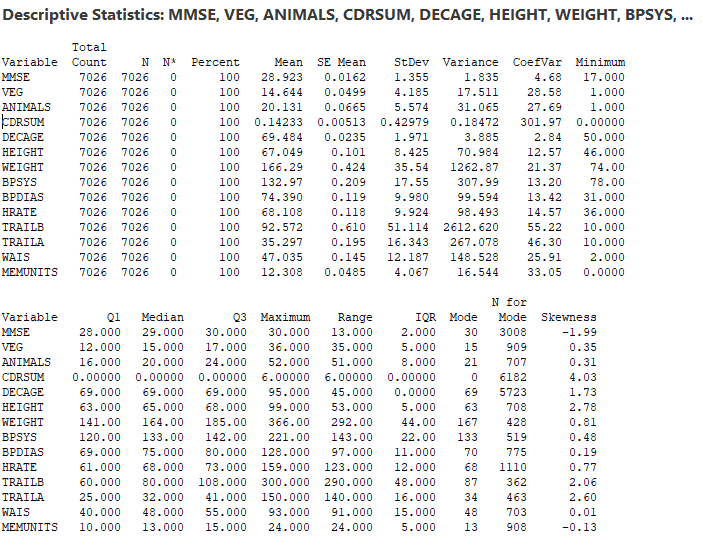 Descriptive Statistics: MMSE, VEG, ANIMALS, CDRSUM, DECAGE, HEIGHT, WEIGHT, BPSYS, ...
Total
Variable Count N N* Percent Mean SE Mean StDev Variance CoefVar Minimum
MMSE 7026 7026 0 100 28.923 0.0162 1.355 1.835 4.68 17.000
VEG 7026 7026 0 100 14.644 0.0499 4.185 17.511 28.58 1.000
ANIMALS 7026 7026 0 100 20.131 0.0665 5.574 31.065 27.69 1.000
CDRSUM 7026 7026 0 100 0.14233 0.00513 0.42979 0.18472 301.97 0.00000
DECAGE 7026 7026 0 100 69.484 0.0235 1.971 3.885 2.84 50.000
HEIGHT 7026 7026 0 100 67.049 0.101 8.425 70.984 12.57 46.000
WEIGHT 7026 7026 0 100 166.29 0.424 35.54 1262.87 21.37 74.00
BPSYS 7026 7026 0 100 132.97 0.209 17.55 307.99 13.20 78.00
BPDIAS 7026 7026 0 100 74.390 0.119 9.980 99.594 13.42 31.000
HRATE 7026 7026 0 100 68.108 0.118 9.924 98.493 14.57 36.000
TRAILB 7026 7026 0 100 92.572 0.610 51.114 2612.620 55.22 10.000
TRAILA 7026 7026 0 100 35.297 0.195 16.343 267.078 46.30 10.000
WAIS 7026 7026 0 100 47.035 0.145 12.187 148.528 25.91 2.000
MEMUNITS 7026 7026 0 100 12.308 0.0485 4.067 16.544 33.05 0.0000
N for
Variable Q1 Median Q3 Maximum Range IQR Mode Mode Skewness
MMSE 28.000 29.000 30.000 30.000 13.000 2.000 30 3008 -1.99
VEG 12.000 15.000 17.000 36.000 35.000 5.000 15 909 0.35
ANIMALS 16.000 20.000 24.000 52.000 51.000 8.000 21 707 0.31
CDRSUM 0.00000 0.00000 0.00000 6.00000 6.00000 0.00000 0 6182 4.03
DECAGE 69.000 69.000 69.000 95.000 45.000 0.0000 69 5723 1.73
HEIGHT 63.000 65.000 68.000 99.000 53.000 5.000 63 708 2.78
WEIGHT 141.00 164.00 185.00 366.00 292.00 44.00 167 428 0.81
BPSYS 120.00 133.00 142.00 221.00 143.00 22.00 133 519 0.48
BPDIAS 69.000 75.000 80.000 128.000 97.000 11.000 70 775 0.19
HRATE 61.000 68.000 73.000 159.000 123.000 12.000 68 1110 0.77
TRAILB 60.000 80.000 108.000 300.000 290.000 48.000 87 362 2.06
TRAILA 25.000 32.000 41.000 150.000 140.000 16.000 34 463 2.60
WAIS 40.000 48.000 55.000 93.000 91.000 15.000 48 703 0.01
MEMUNITS 10.000 13.000 15.000 24.000 24.000 5.000 13 908 -0.13